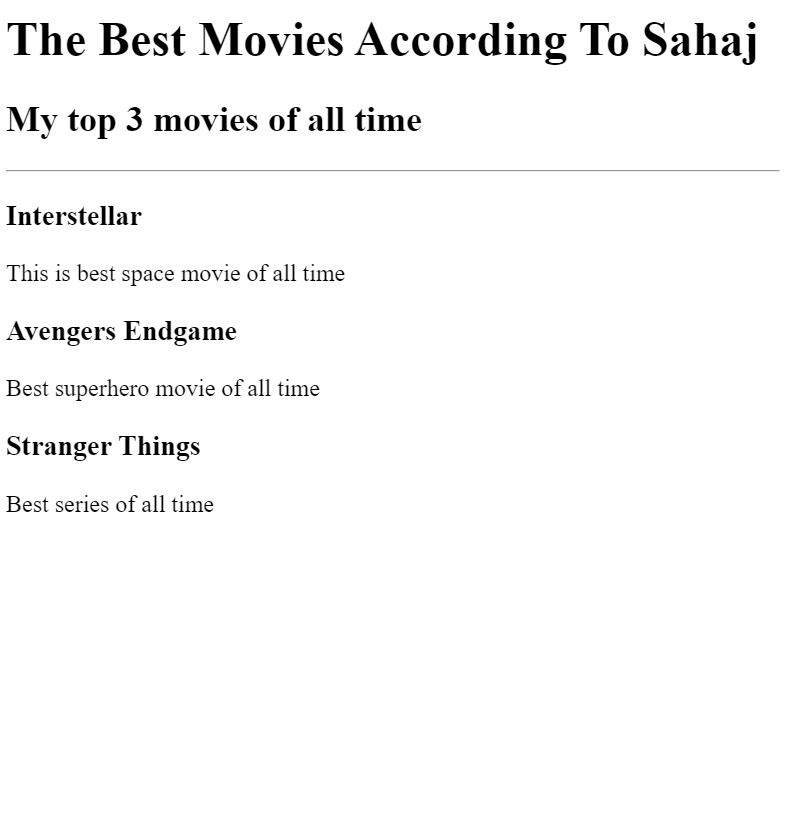 The Best Movies According To Sahaj
My top 3 movies of all time
Interstellar
This is best space movie of all time
Avengers Endgame
Best superhero movie of all time
Stranger Things
Best series of all time